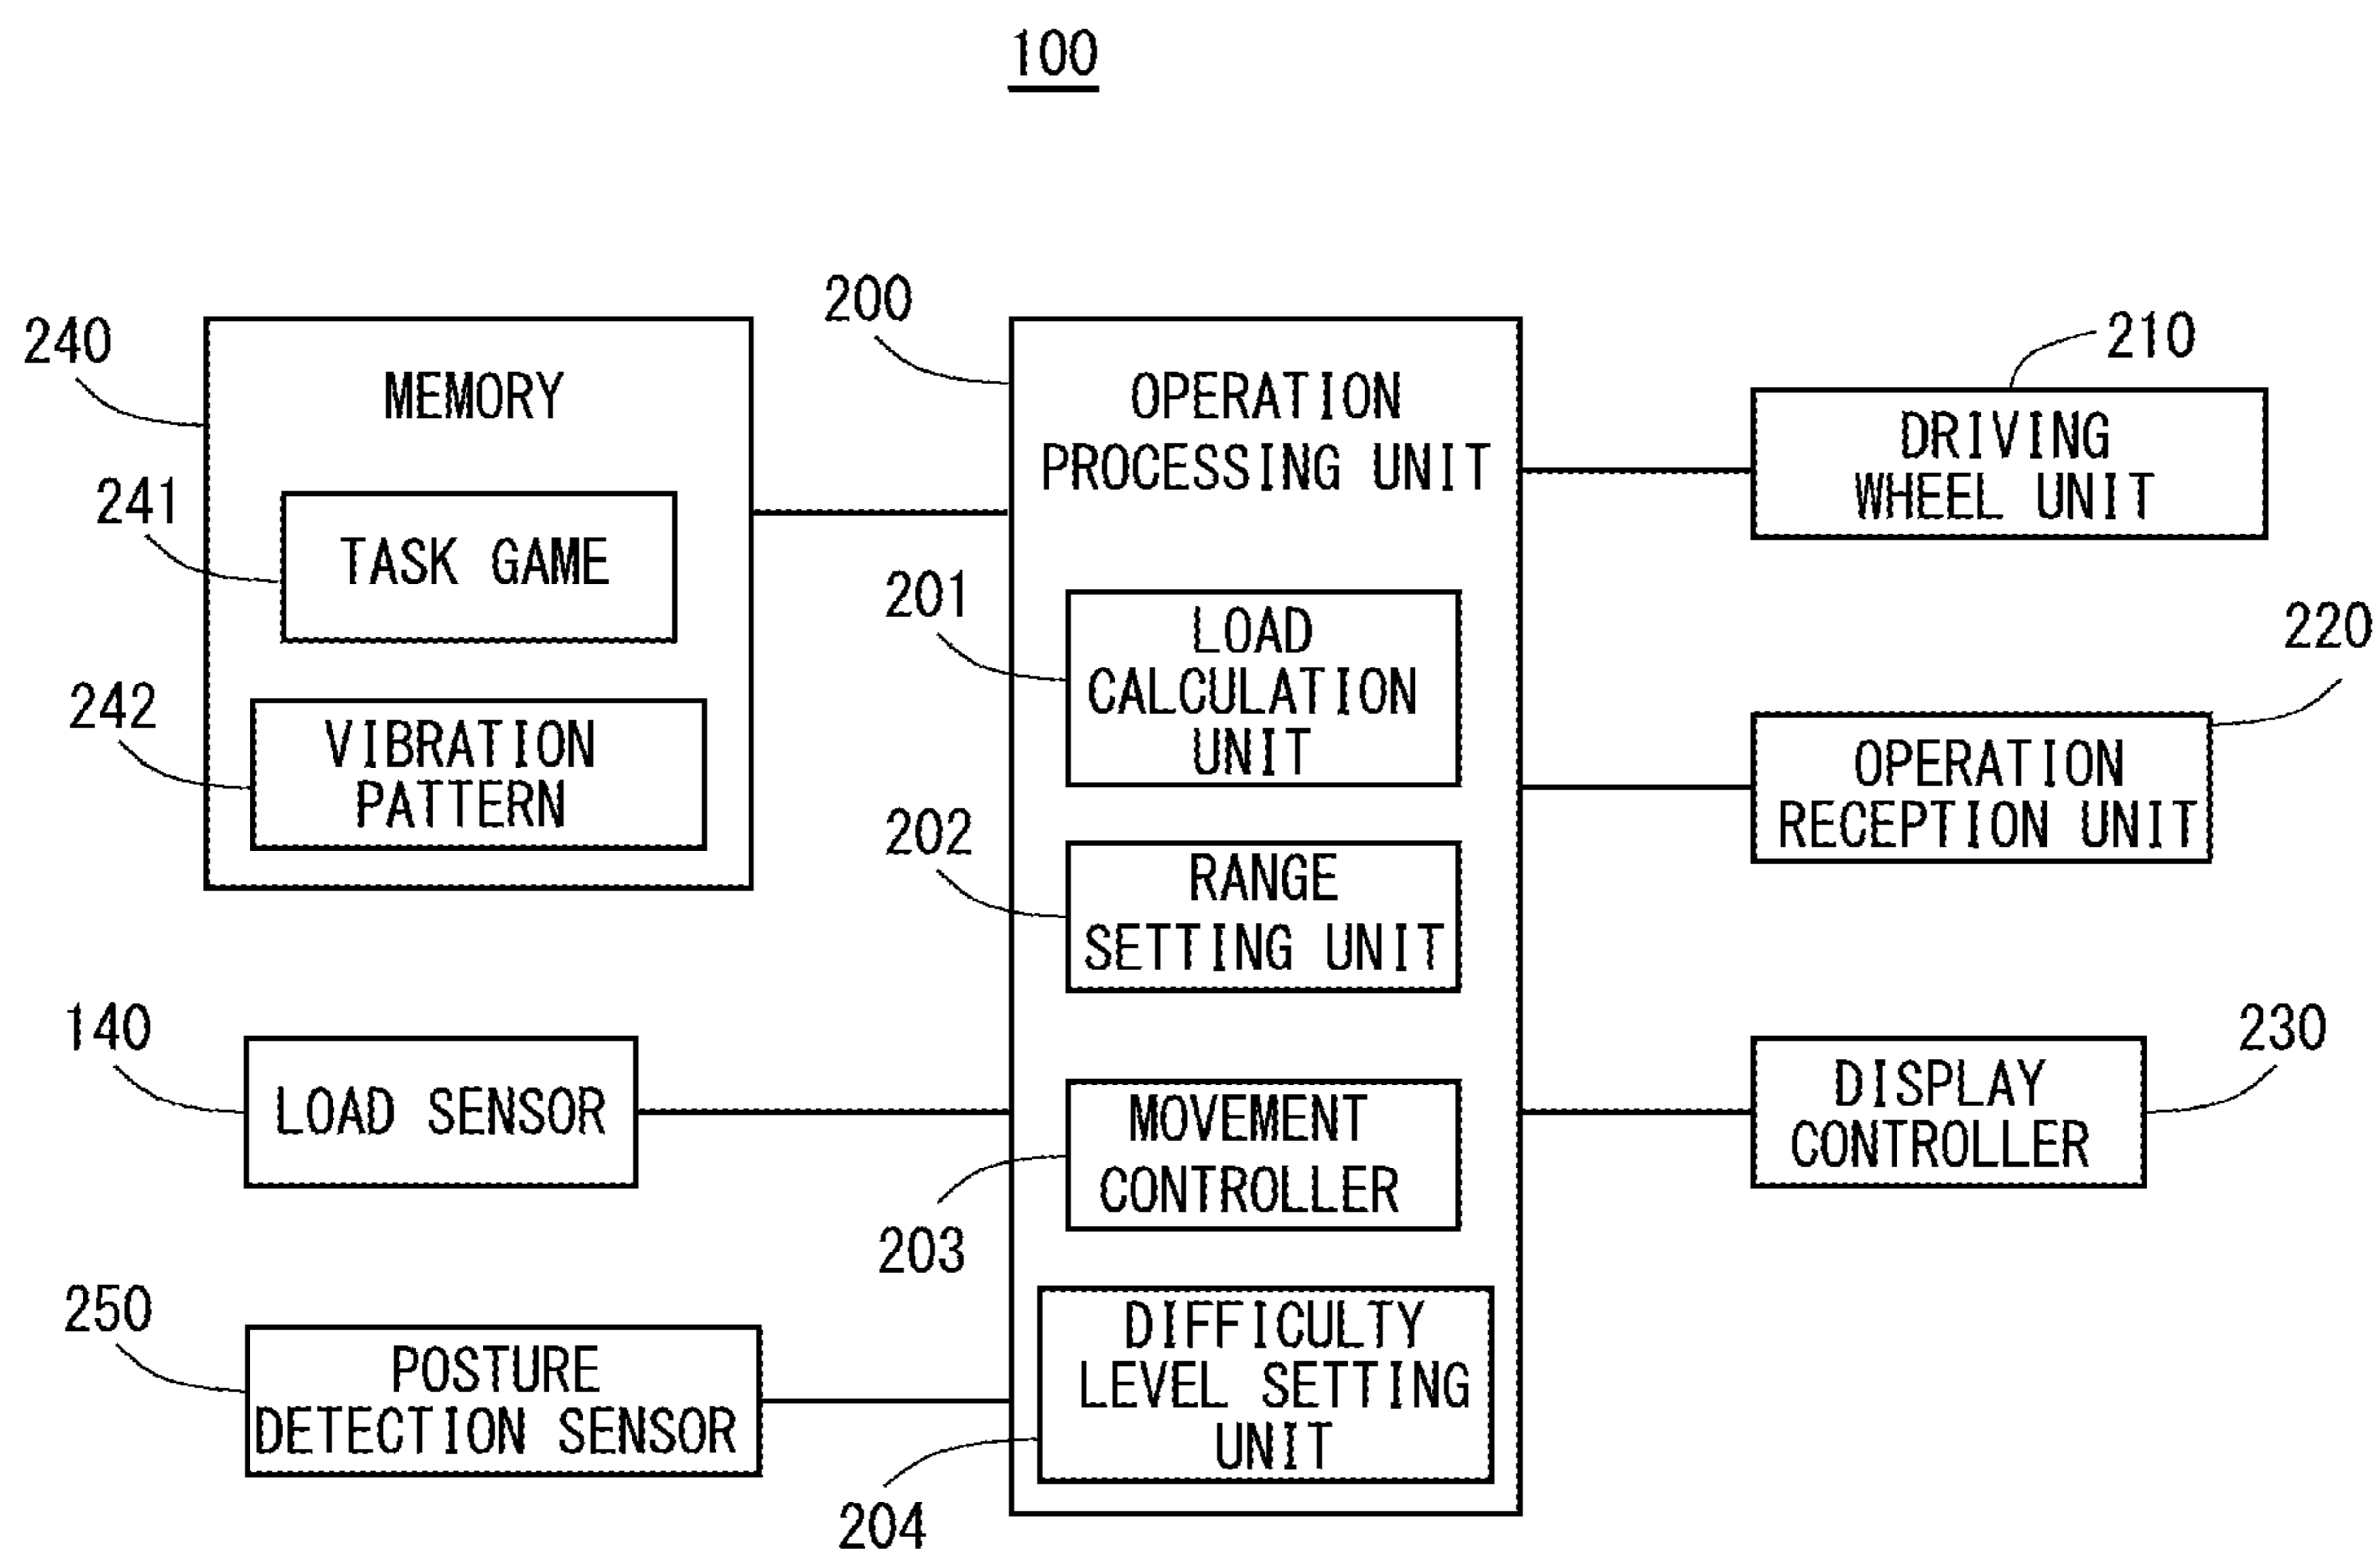 100
240
MEMORY
241
TASK GAME
242
VIBRATION
PATTERN
140
LOAD SENSOR
250
POSTURE
DETECTION SENSOR
200
OPERATION
PROCESSING UNIT
201
LOAD
CALCULATION
UNIT
202
RANGE
SETTING UNIT
203
MOVEMENT
CONTROLLER
204
DIFFICULTY
LEVEL SETTING
UNIT
210
DRIVING
WHEEL UNIT
220
OPERATION
RECEPTION UNIT
230
DISPLAY
CONTROLLER